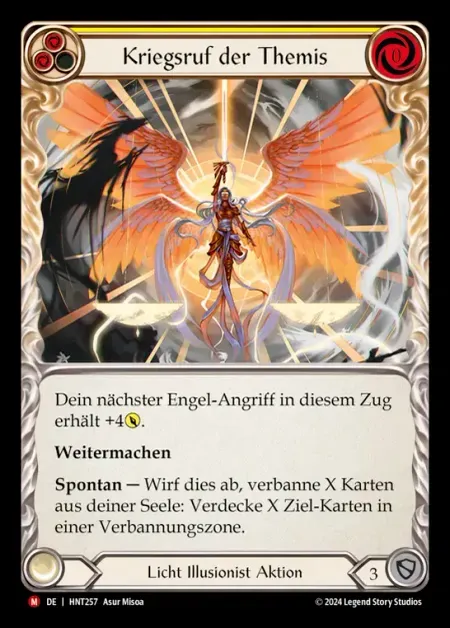 Kriegsruf der Themis
0
Dein nächster Engel-Angriff in diesem Zug
erhält +4.
Weitermachen
Spontan — Wirf dies ab, verbanne X Karten
aus deiner Seele: Verdecke X Ziel-Karten in
einer Verbannungszone.
Licht Illusionist Aktion
3
M DE | HNT257 Asur Misoa
© 2024 Legend Story Studios